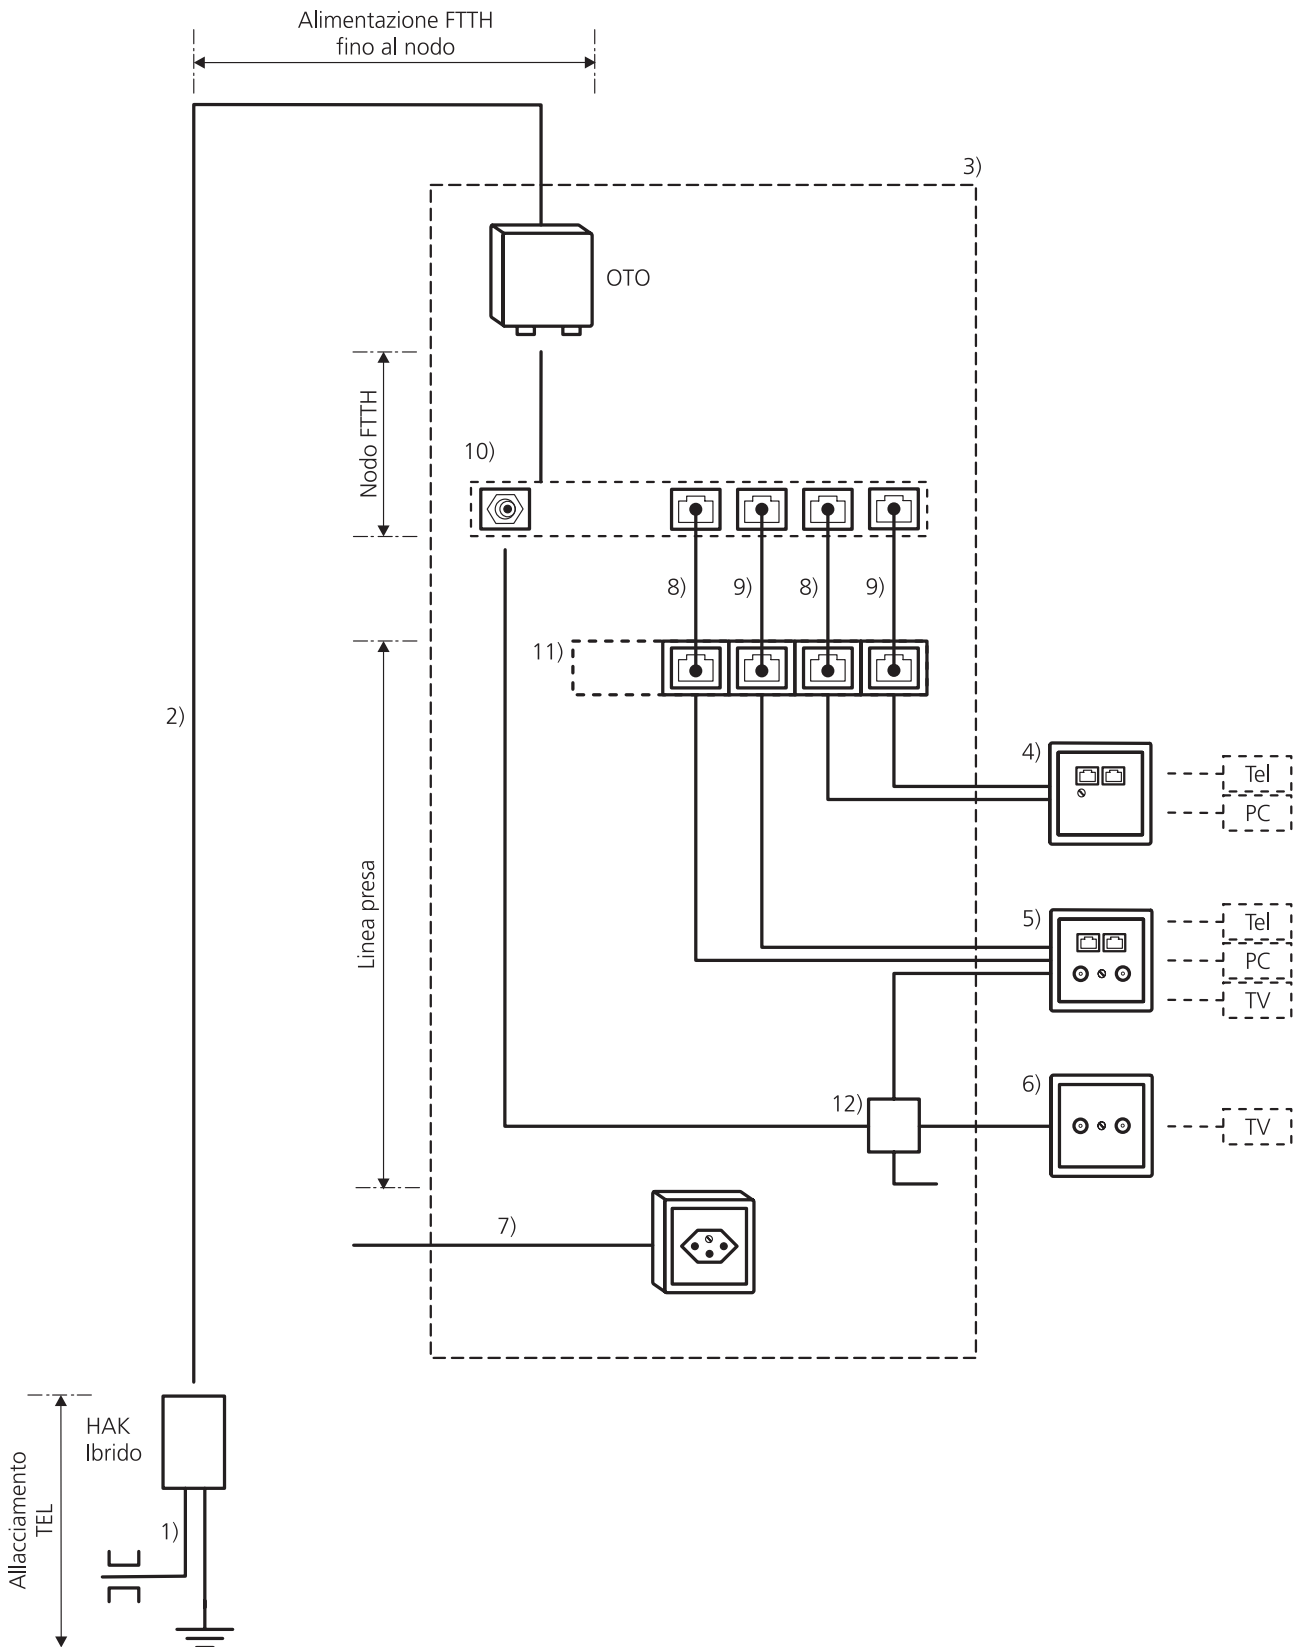 Alimentazione FTTH
fino al nodo
3)
OTO
Nodo FTTH
10)
8)
9)
8)
9)
11)
2)
4)
Tel
PC
Linea presa
5)
Tel
PC
TV
6)
12)
TV
7)
HAK
Ibrido
Allacciamento
TEL
1)